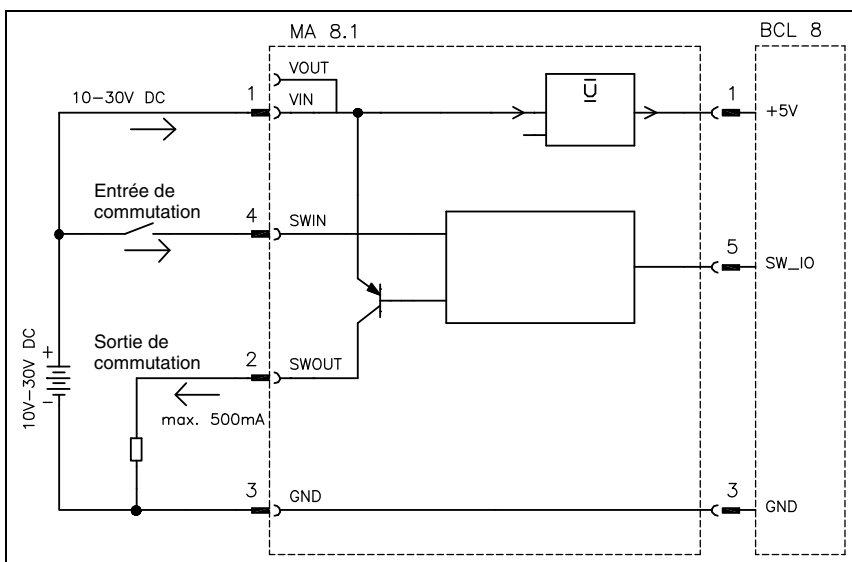 MA 8.1
BCL 8
VOUT
10-30V DC
1
VIN
U
1
+5V
Entrée de
commutation
4
SWIN
5
SW_IO
Sortie de
commutation
2
SWOUT
max. 500mA
10V-30V DC
+
-
3
GND
3
GND